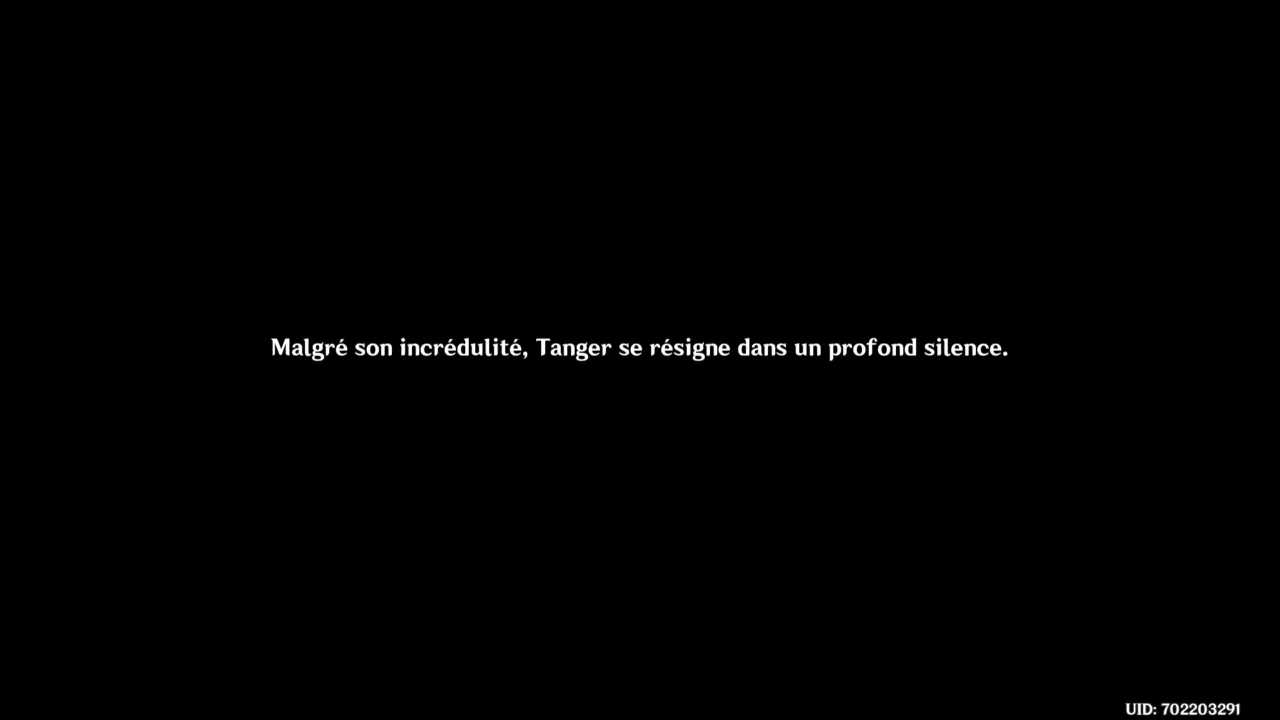 Malgré son incrédulité, Tanger se résigne dans un profond silence.
UID: 702203291